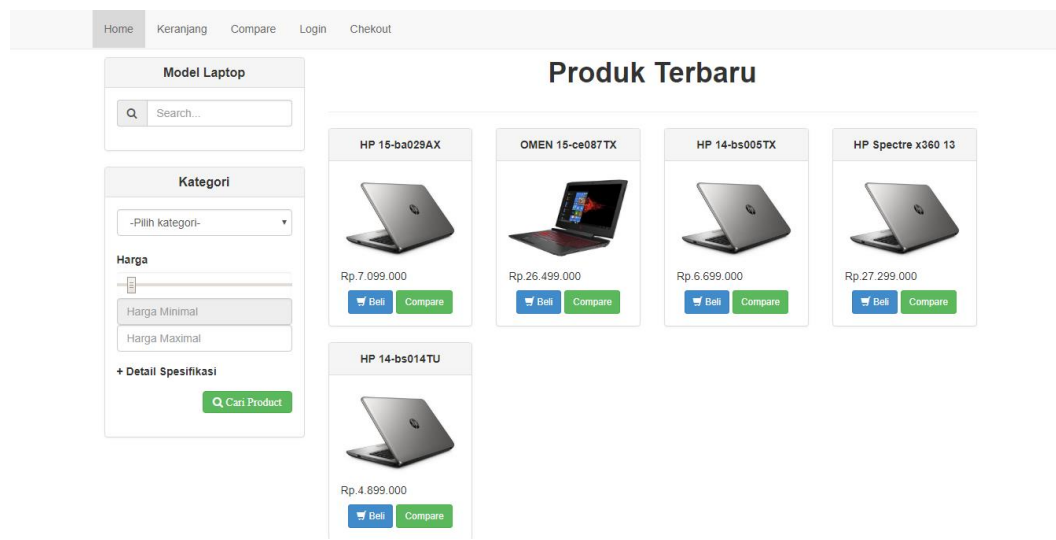 Home Keranjang Compare Login Chekout
Model Laptop
Search...
Kategori
-Pilih kategori-
Harga
Harga Minimal
Harga Maximal
+ Detail Spesifikasi
Cari Product
Produk Terbaru
HP 15-ba029AX
Rp.7.099.000
Beli Compare
OMEN 15-ce087TX
Rp.26.499.000
Beli Compare
HP 14-bs005TX
Rp.6.699.000
Beli Compare
HP Spectre x360 13
Rp.27.299.000
Beli Compare
HP 14-bs014TU
Rp.4.899.000
Beli Compare